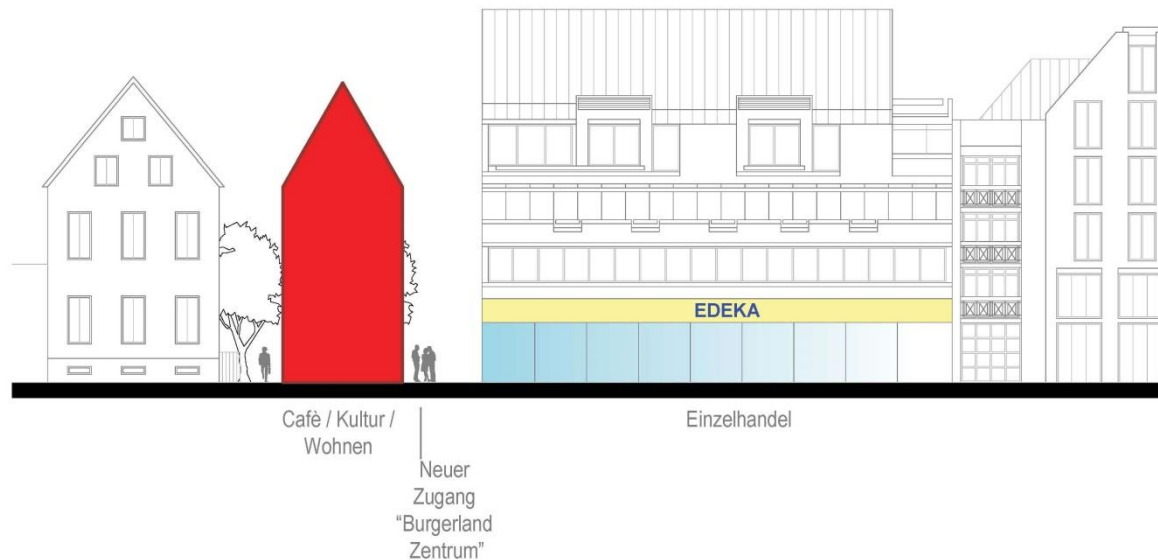 EDEKA
Cafè / Kultur /
Wohnen
Einzelhandel
Neuer
Zugang
“Burgerland
Zentrum”